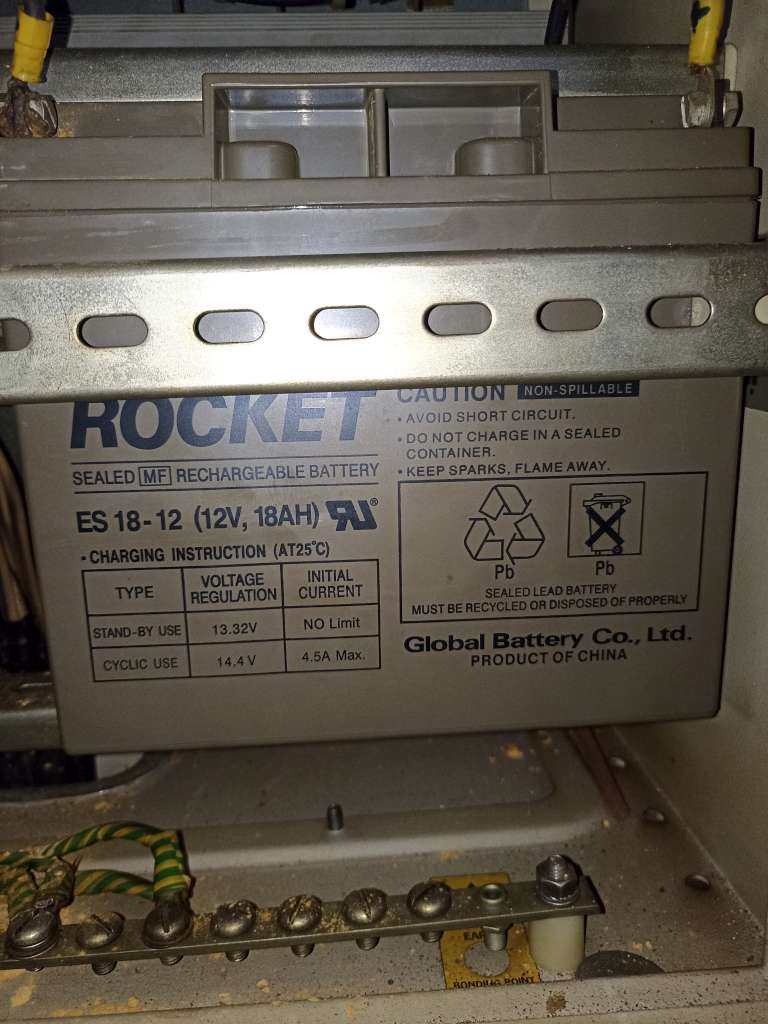 ROCKET
SEALED MF RECHARGEABLE BATTERY
ES 18-12 (12V, 18AH) RU®
• CHARGING INSTRUCTION (AT25℃)
TYPE VOLTAGE REGULATION INITIAL CURRENT
STAND-BY USE 13.32V NO Limit
CYCLIC USE 14.4V 4.5A Max.
CAUTION NON-SPILLABLE
• AVOID SHORT CIRCUIT.
• DO NOT CHARGE IN A SEALED
CONTAINER.
• KEEP SPARKS, FLAME AWAY.
Pb Pb
SEALED LEAD BATTERY
MUST BE RECYCLED OR DISPOSED OF PROPERLY
Global Battery Co., Ltd.
PRODUCT OF CHINA
BONDING POINT